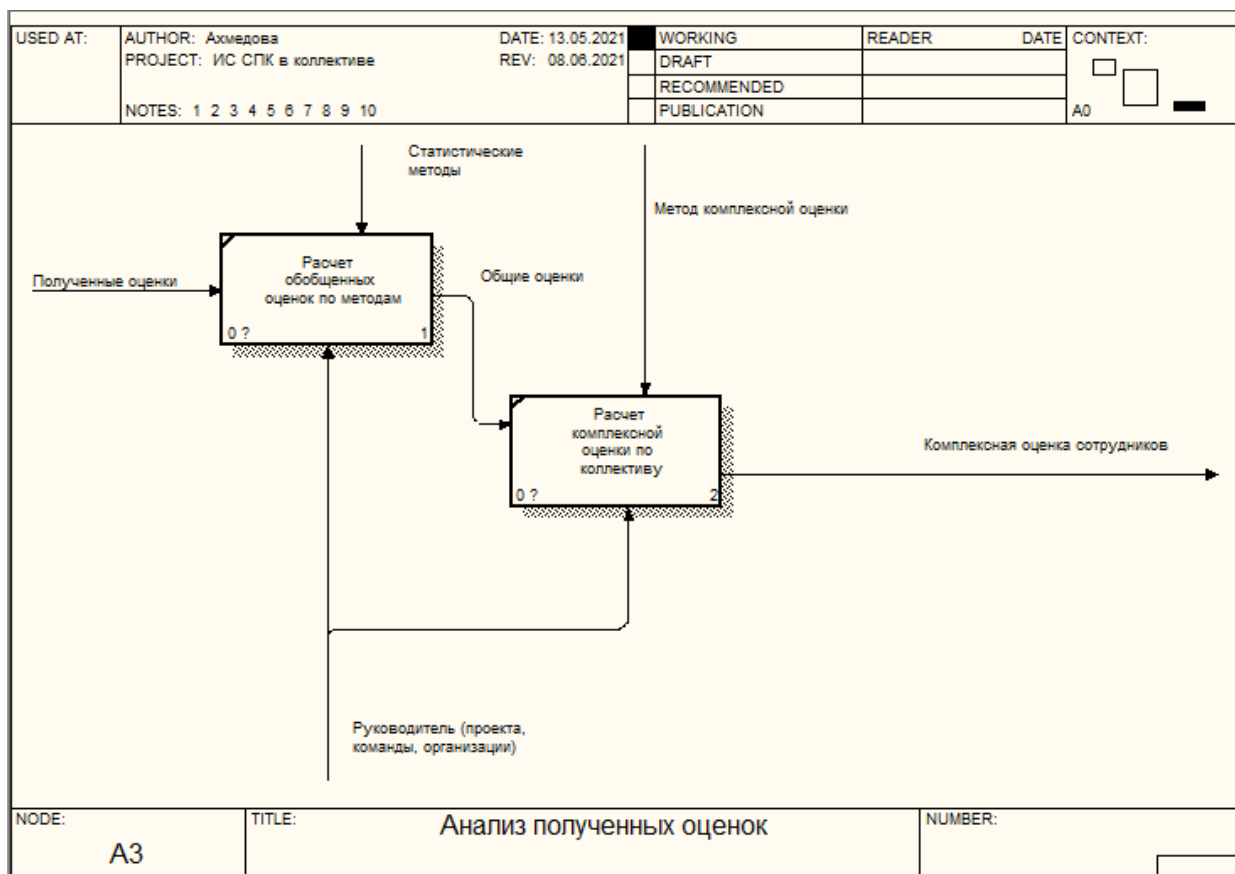 USED AT:
AUTHOR: Ахмедова
DATE: 13.05.2021
WORKING
READER
DATE
CONTEXT:
PROJECT: ИС СПК в коллективе
REV: 08.06.2021
DRAFT
RECOMMENDED
NOTES: 1 2 3 4 5 6 7 8 9 10
PUBLICATION
A0
Статистические
методы
Метод комплексной оценки
Полученные оценки
Расчет
обобщенных
оценок по методам
0 ?
1
Общие оценки
Расчет
комплексной
оценки по
коллективу
0 ?
2
Комплексная оценка сотрудников
Руководитель (проекта,
команды, организации)
NODE:
A3
TITLE:
Анализ полученных оценок
NUMBER: